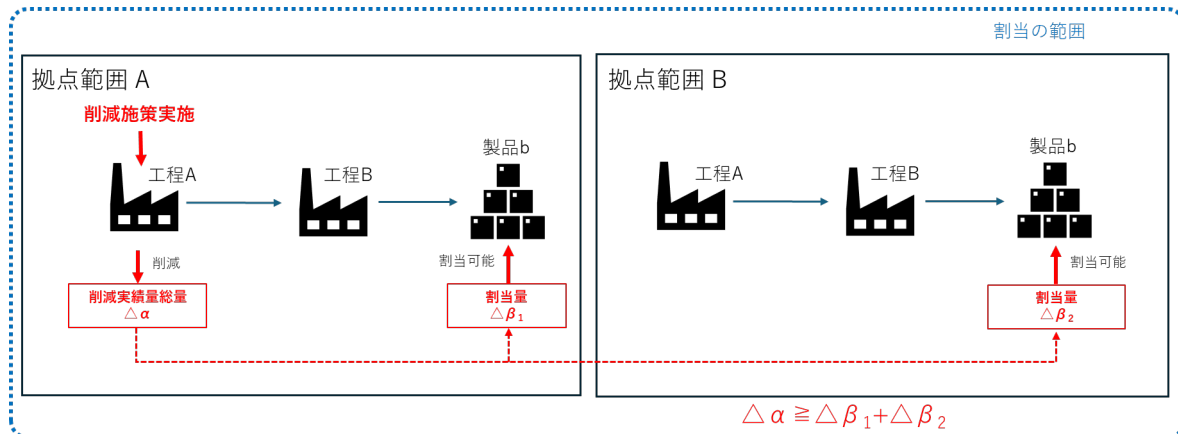 割当の範囲
拠点範囲 A
削減施策実施
工程A
工程B
製品b
削減
割当可能
削減実績量総量
△α
割当量
△β₁
拠点範囲 B
工程A
工程B
製品b
割当可能
割当量
△β₂
△α≧△β₁+△β₂